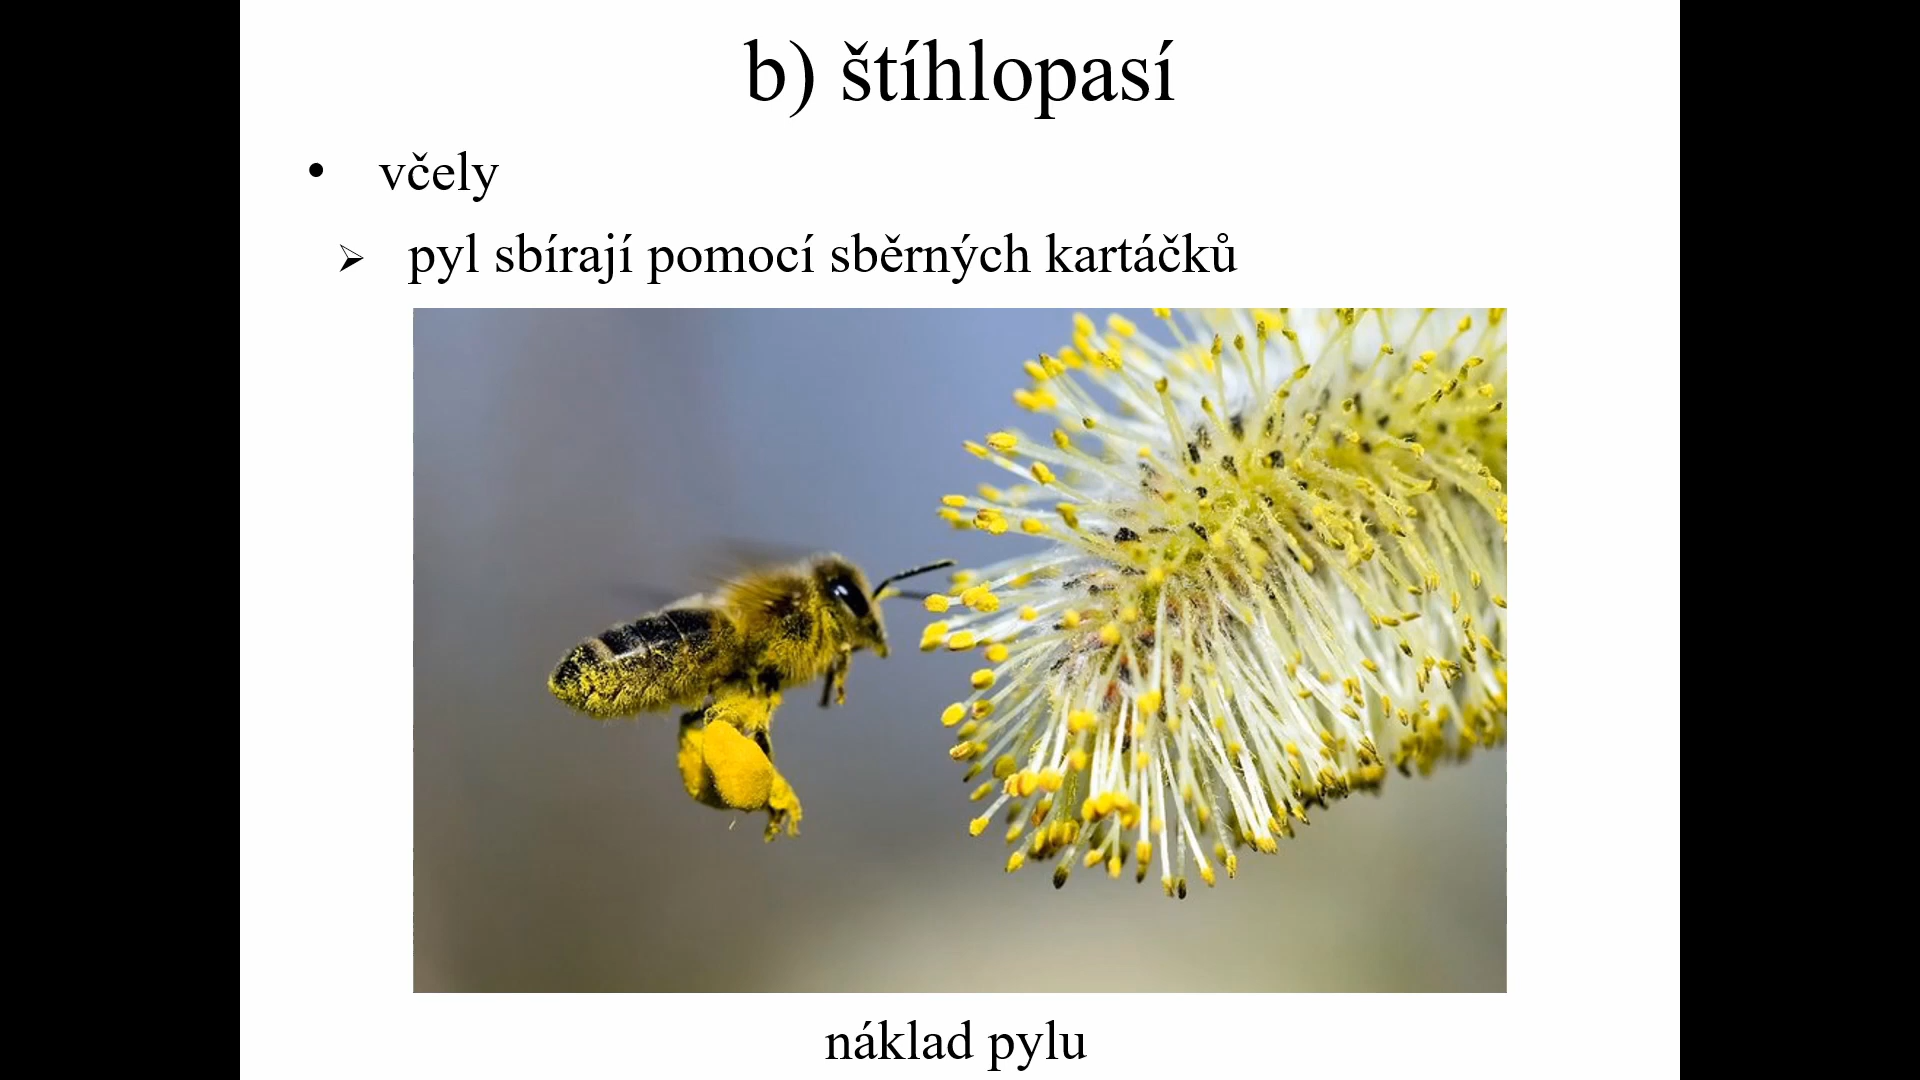 b) štíhlopasí
• včely
➢ pyl sbírají pomocí sběrných kartáčků
náklad pylu